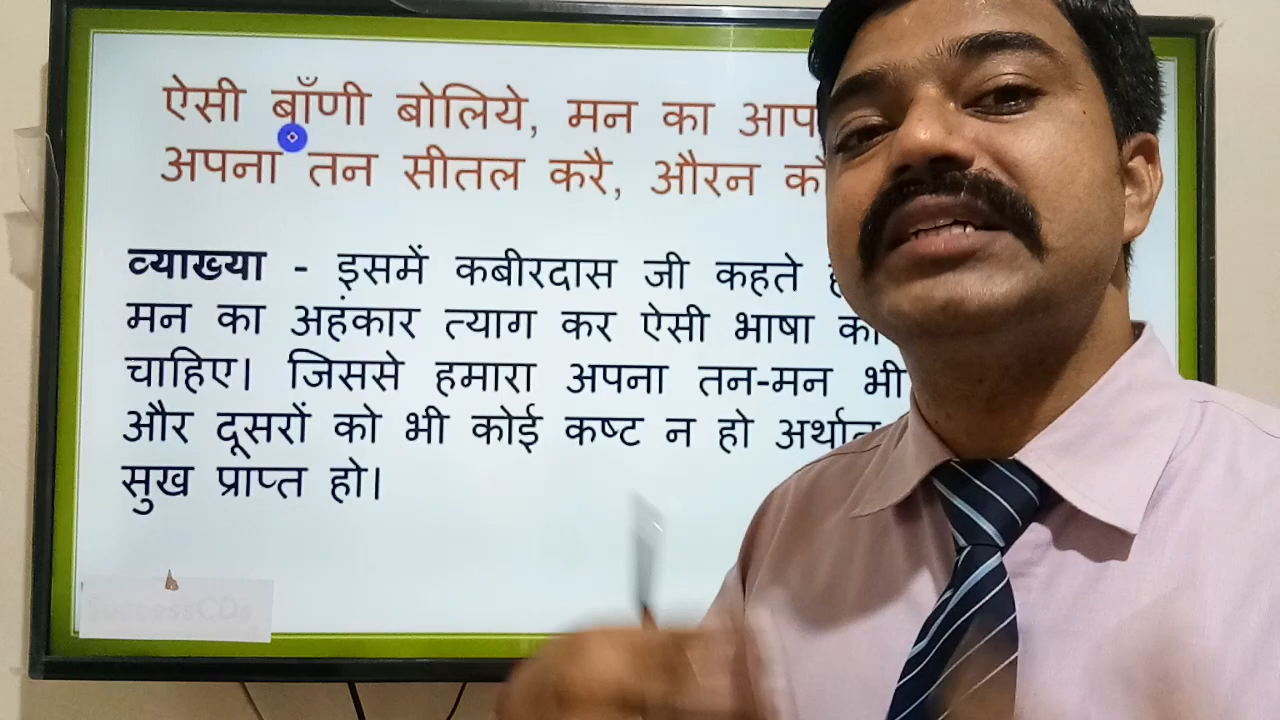 ऐसी बाँणी बोलिये, मन का आप
अपना तन सीतल करै, औरन कौ
व्याख्या - इसमें कबीरदास जी कहते
मन का अहंकार त्याग कर ऐसी भाषा का
चाहिए। जिससे हमारा अपना तन-मन भी
और दूसरों को भी कोई कष्ट न हो अर्थात
सुख प्राप्त हो।
SuccessCDs